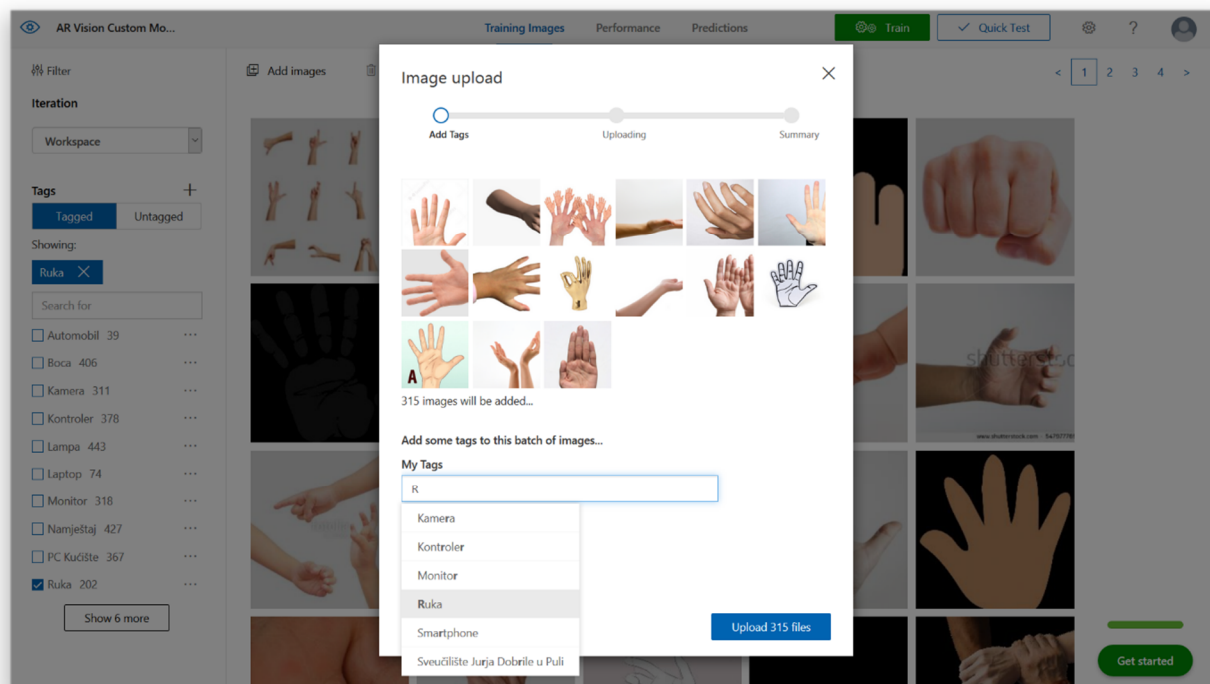 AR Vision Custom Mo...
Training Images
Performance
Predictions
Train
Quick Test
?
Filter
Iteration
Workspace
Tags
Tagged
Untagged
Showing:
Ruka
Search for
Automobil 39
Boca 406
Kamera 311
Kontroler 378
Lampa 443
Laptop 74
Monitor 318
Namještaj 427
PC Kućište 367
Ruka 202
Show 6 more
Add images
< 1 2 3 4 >
Image upload
Add Tags
Uploading
Summary
A
315 images will be added...
Add some tags to this batch of images...
My Tags
R
Kamera
Kontroler
Monitor
Ruka
Smartphone
Sveučilište Jurja Dobrile u Puli
Upload 315 files
Get started